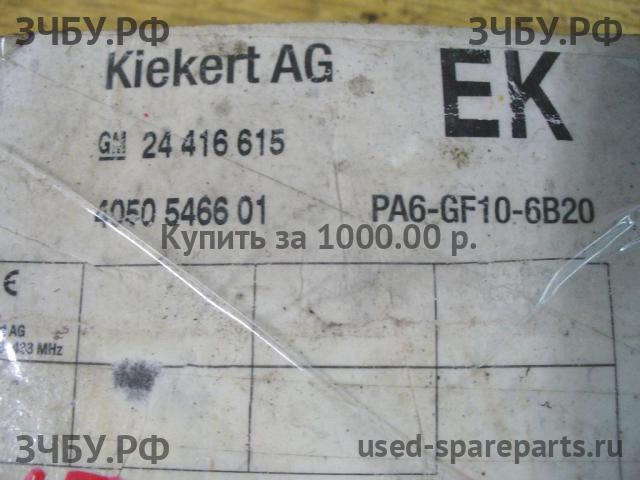 ЗЧБУ.РФ ЗЧБУ.РФ
Kiekert AG EK
GM 24 416 615
4050 5466 01 PA6-GF10-6B20
Купить за 1000.00 р.
CE
AG
433 MHz
ЗЧБУ.РФ used-spareparts.ru